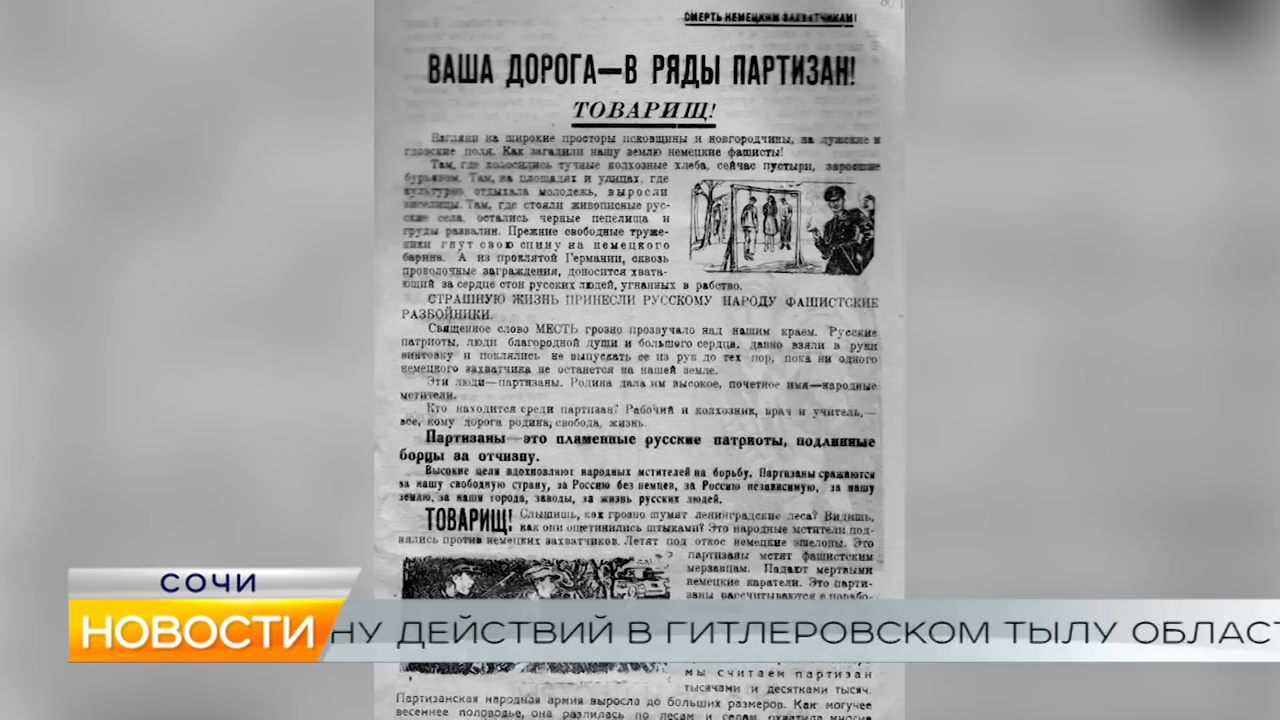 СМЕРТЬ НЕМЕЦКИМ ЗАХВАТЧИКАМ!
ВАША ДОРОГА—В РЯДЫ ПАРТИЗАН!
ТОВАРИЩ!
Взгляни на широкие просторы псковщины и новгородчины, на лужские и
гдовские поля. Как загадили нашу землю немецкие фашисты!
Там, где колосились тучные колхозные хлеба, сейчас пустыри, заросшие
бурьяном. Там, на площадях и улицах, где
культурно отдыхала молодежь, выросли
виселицы. Там, где стояли живописные рус-
ские села, остались черные пепелища и
груды развалин. Прежние свободные труже-
ники гнут свою спину на немецкого
барина. А из проклятой Германии, сквозь
проволочные заграждения, доносится хвата-
ющий за сердце стон русских людей, угнанных в рабство.
СТРАШНУЮ ЖИЗНЬ ПРИНЕСЛИ РУССКОМУ НАРОДУ ФАШИСТСКИЕ
РАЗБОЙНИКИ.
Священное слово МЕСТЬ грозно прозвучало над нашим краем. Русские
патриоты, люди благородной души и большого сердца, давно взяли в руки
винтовку и поклялись не выпускать ее из рук до тех пор, пока ни одного
немецкого захватчика не останется на нашей земле.
Эти люди—партизаны. Родина дала им высокое, почетное имя—народные
мстители.
Кто находится среди партизан? Рабочий и колхозник, врач и учитель,—
все, кому дорога родина, свобода, жизнь.
Партизаны—это пламенные русские патриоты, подлинные
борцы за отчизну.
Высокие цели вдохновляют народных мстителей на борьбу. Партизаны сражаются
за нашу свободную страну, за Россию без немцев, за Россию независимую, за нашу
землю, за наши города, заводы, за жизнь русских людей.
ТОВАРИЩ! Слышишь, как грозно шумят ленинградские леса? Видишь,
как они ощетинились штыками? Это народные мстители под-
нялись против немецких захватчиков. Летят под откос немецкие эшелоны. Это
партизаны мстят фашистским
мерзавцам. Падают мертвыми
немецкие каратели. Это парти-
заны рассчитываются с порабо-
СОЧИ
НОВОСТИ
НУ ДЕЙСТВИЙ В ГИТЛЕРОВСКОМ ТЫЛУ ОБЛАСТ
мы считаем партизан
тысячами и десятками тысяч.
Партизанская народная армия выросла до больших размеров. Как могучее
весеннее половодье, она разлилась по лесам и селам, охватила многие